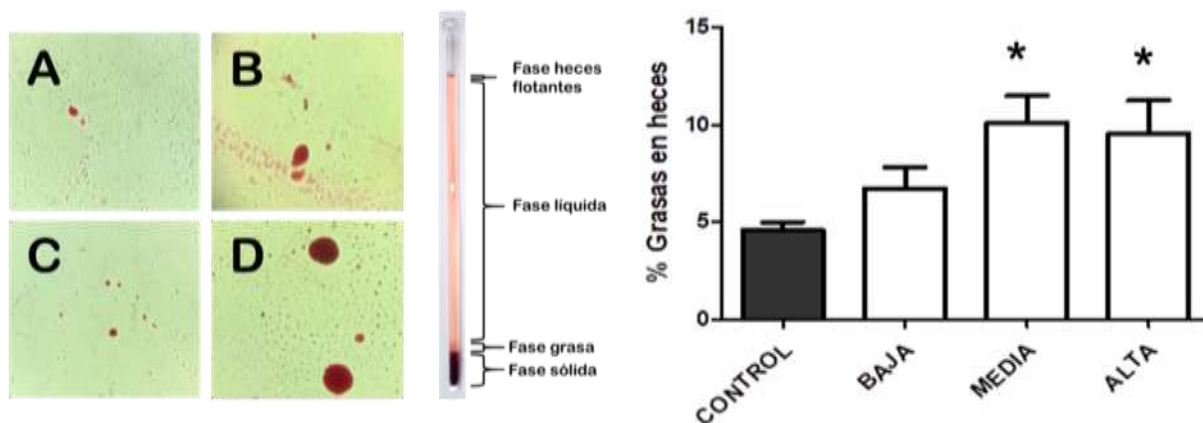 A
B
C
D
Fase heces
flotantes
Fase líquida
Fase grasa
Fase sólida
% Grasas en heces
15
10
5
0
*
*
CONTROL
BAJA
MEDIA
ALTA